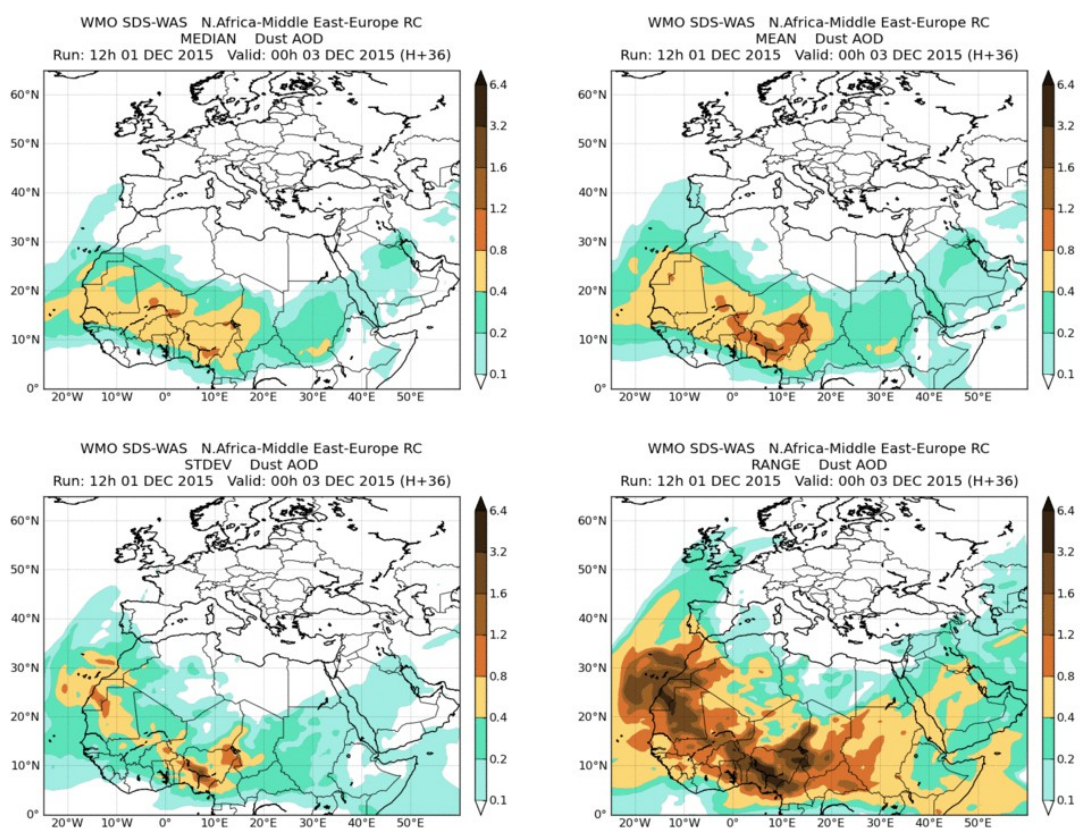 WMO SDS-WAS N.Africa-Middle East-Europe RC
MEDIAN Dust AOD
Run: 12h 01 DEC 2015 Valid: 00h 03 DEC 2015 (H+36)
60°N
50°N
40°N
30°N
20°N
10°N
0°
20°W
10°W
0°
10°E
20°E
30°E
40°E
50°E
6.4
3.2
1.6
1.2
0.8
0.4
0.2
0.1
WMO SDS-WAS N.Africa-Middle East-Europe RC
MEAN Dust AOD
Run: 12h 01 DEC 2015 Valid: 00h 03 DEC 2015 (H+36)
60°N
50°N
40°N
30°N
20°N
10°N
0°
20°W
10°W
0°
10°E
20°E
30°E
40°E
50°E
6.4
3.2
1.6
1.2
0.8
0.4
0.2
0.1
WMO SDS-WAS N.Africa-Middle East-Europe RC
STDEV Dust AOD
Run: 12h 01 DEC 2015 Valid: 00h 03 DEC 2015 (H+36)
60°N
50°N
40°N
30°N
20°N
10°N
0°
20°W
10°W
0°
10°E
20°E
30°E
40°E
50°E
6.4
3.2
1.6
1.2
0.8
0.4
0.2
0.1
WMO SDS-WAS N.Africa-Middle East-Europe RC
RANGE Dust AOD
Run: 12h 01 DEC 2015 Valid: 00h 03 DEC 2015 (H+36)
60°N
50°N
40°N
30°N
20°N
10°N
0°
20°W
10°W
0°
10°E
20°E
30°E
40°E
50°E
6.4
3.2
1.6
1.2
0.8
0.4
0.2
0.1